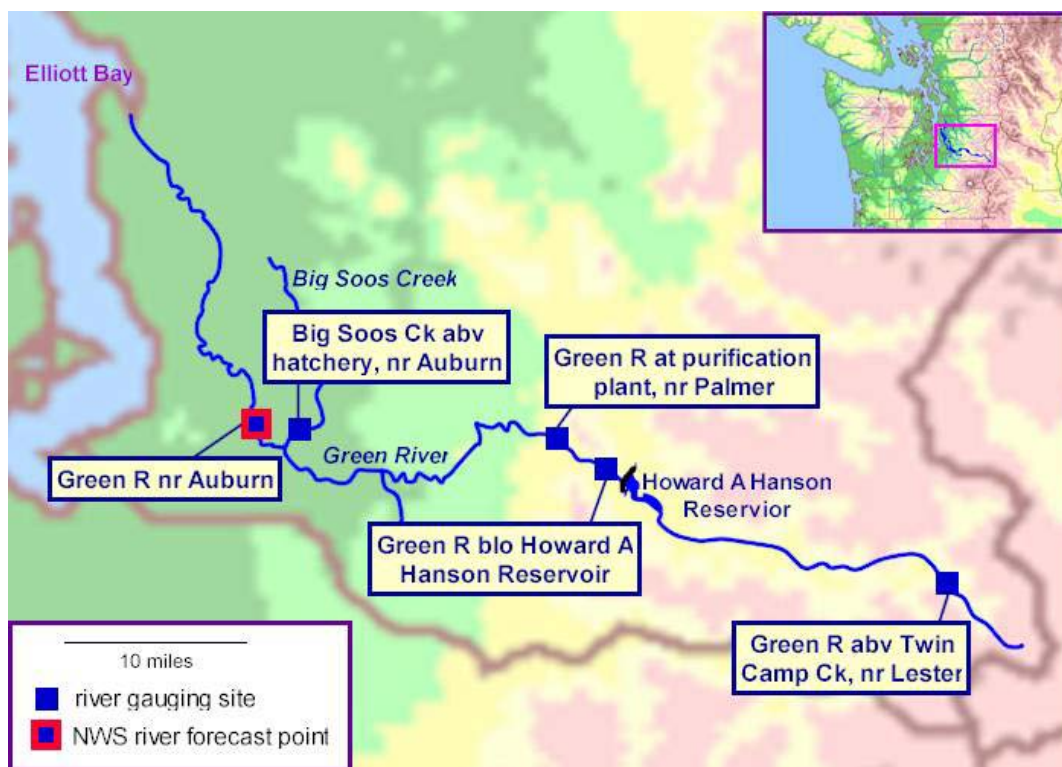 Elliott Bay
Big Soos Creek
Big Soos Ck abv
hatchery, nr Auburn
Green R at purification
plant, nr Palmer
Green River
Green R nr Auburn
Howard A Hanson
Reservior
Green R blo Howard A
Hanson Reservoir
Green R abv Twin
Camp Ck, nr Lester
10 miles
river gauging site
NWS river forecast point